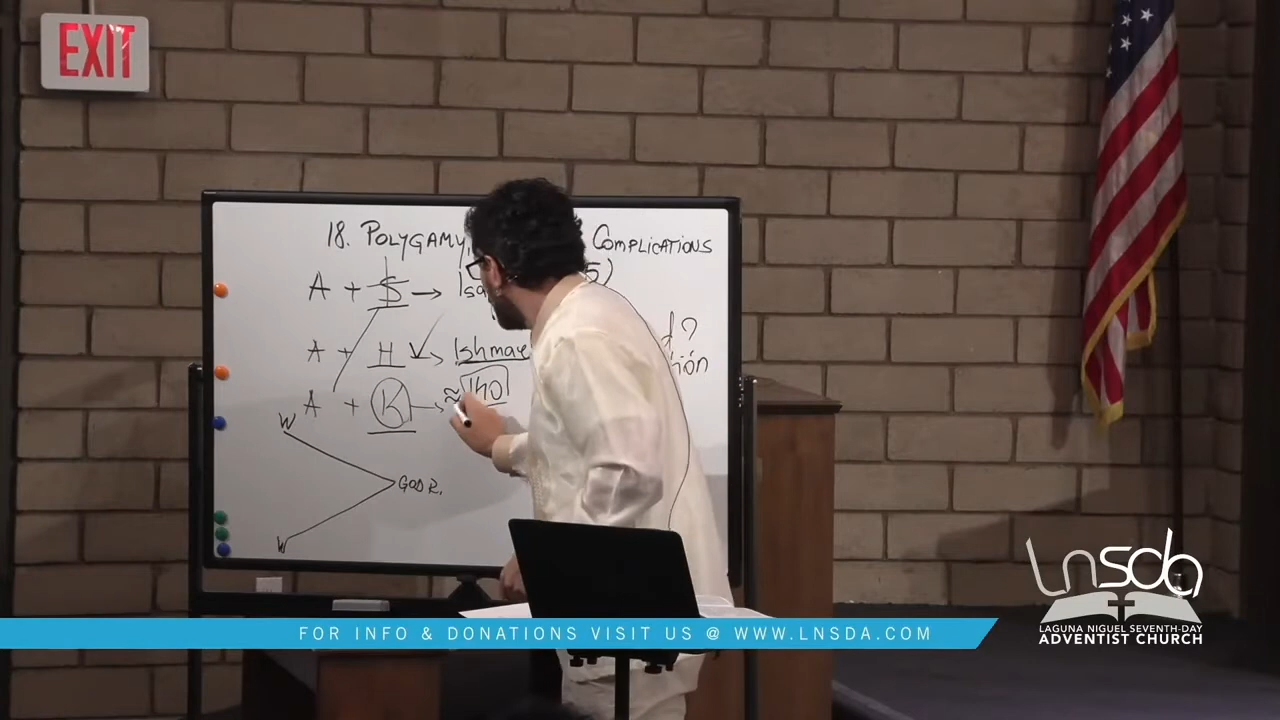 EXIT
18. POLYGAMY, COMPLICATIONS
A + S → Isa
5)
A + H → Ishmae
A + K → ≈ 140
W
GOD R.
W
LnSDA
LAGUNA NIGUEL SEVENTH-DAY
ADVENTIST CHURCH
FOR INFO & DONATIONS VISIT US @ WWW.LNSDA.COM